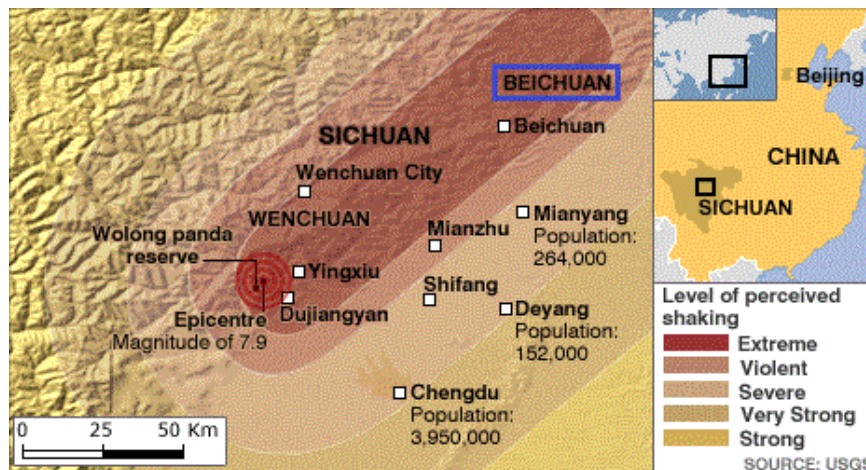 BEICHUAN
Beichuan
SICHUAN
Wenchuan City
WENCHUAN
Mianyang
Population:
264,000
Mianzhu
Wolong panda
reserve
Yingxiu
Shifang
Dujiangyan
Epicentre
Magnitude of 7.9
Deyang
Population:
152,000
Chengdu
Population:
3,950,000
0 25 50 Km
Beijing
CHINA
SICHUAN
Level of perceived
shaking
Extreme
Violent
Severe
Very Strong
Strong
SOURCE: USGS